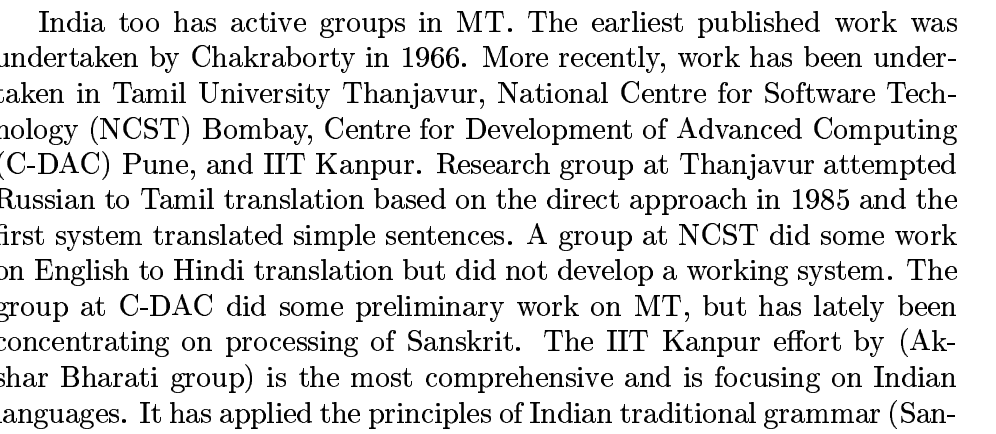 India too has active groups in MT. The earliest published work was
undertaken by Chakraborty in 1966. More recently, work has been under-
taken in Tamil University Thanjavur, National Centre for Software Tech-
nology (NCST) Bombay, Centre for Development of Advanced Computing
(C-DAC) Pune, and IIT Kanpur. Research group at Thanjavur attempted
Russian to Tamil translation based on the direct approach in 1985 and the
first system translated simple sentences. A group at NCST did some work
on English to Hindi translation but did not develop a working system. The
group at C-DAC did some preliminary work on MT, but has lately been
concentrating on processing of Sanskrit. The IIT Kanpur effort by (Ak-
shar Bharati group) is the most comprehensive and is focusing on Indian
languages. It has applied the principles of Indian traditional grammar (San-